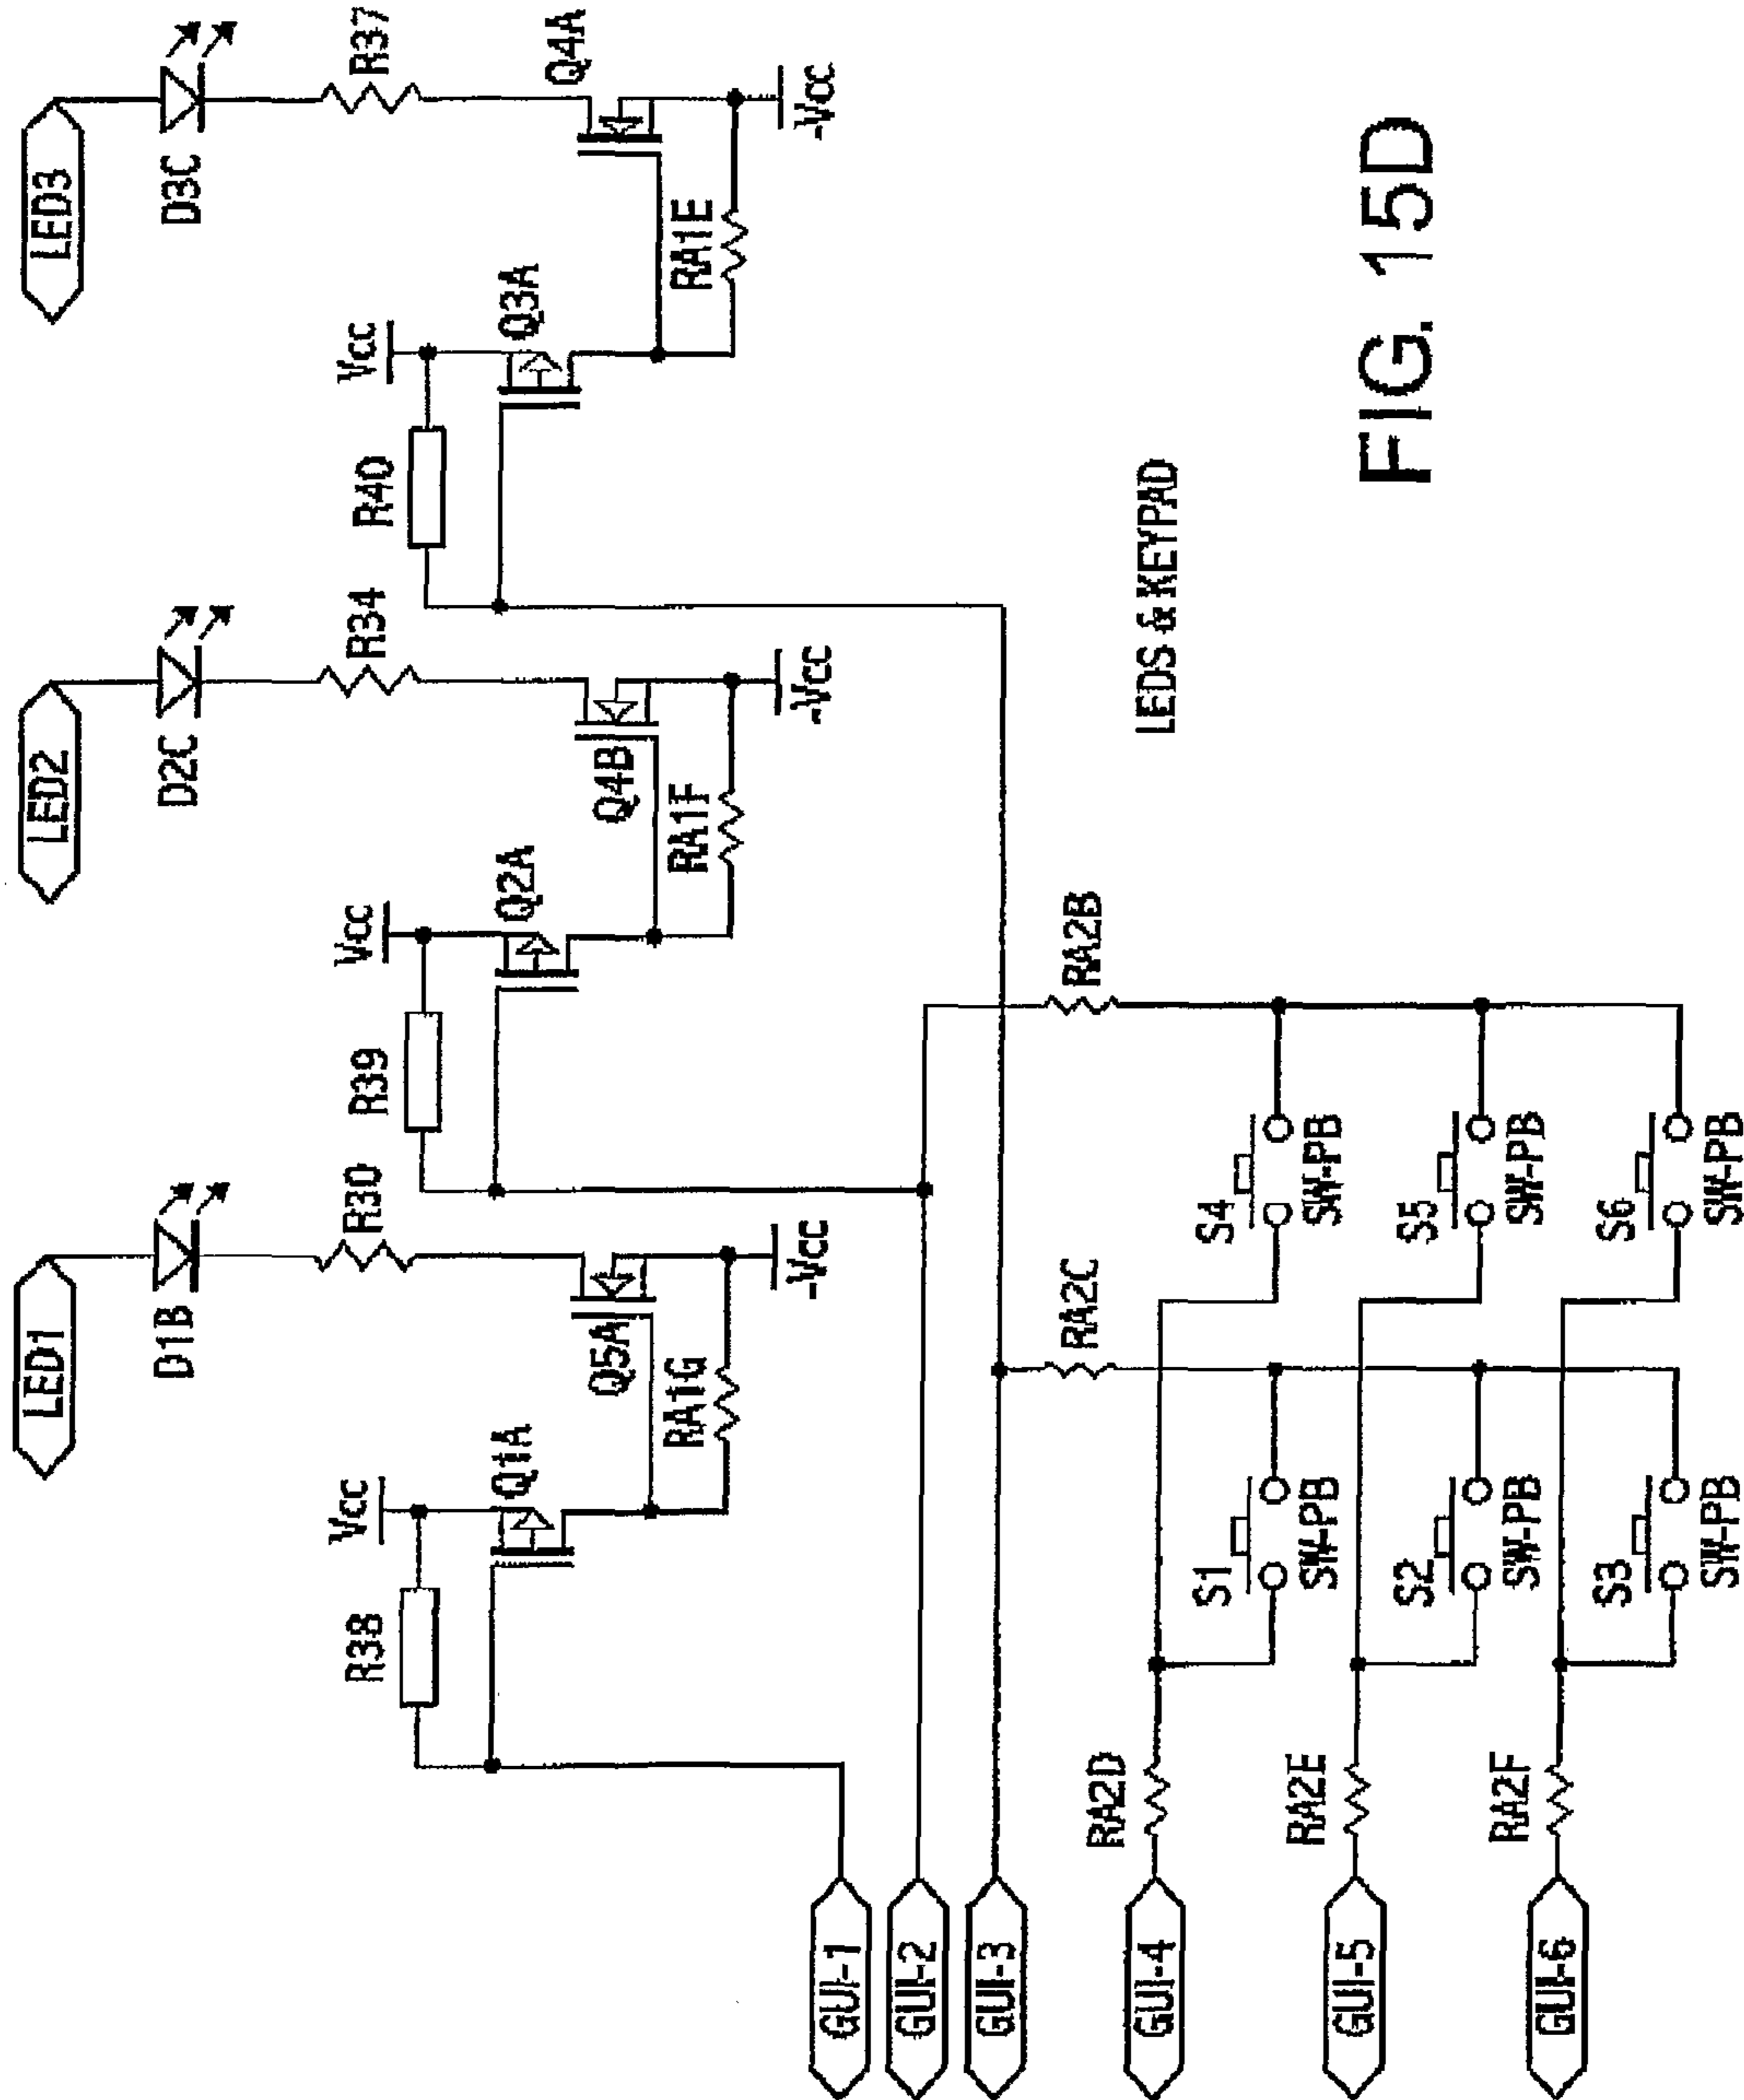 LED1
LED2
LED3
D1B
D2C
D3C
R30
R34
R37
Vcc
Vcc
Vcc
R38
R39
R40
Q1A
Q2A
Q3A
Q5A
Q4B
Q4A
RA1G
RA1F
RA1E
-Vcc
-Vcc
-Vcc
GUI-1
GUI-2
GUI-3
RA2C
RA2B
LEDS & KEYPAD
GUI-4
RA2D
S1
SW-PB
S4
SW-PB
GUI-5
RA2E
S2
SW-PB
S5
SW-PB
GUI-6
RA2F
S3
SW-PB
S6
SW-PB
FIG. 15D